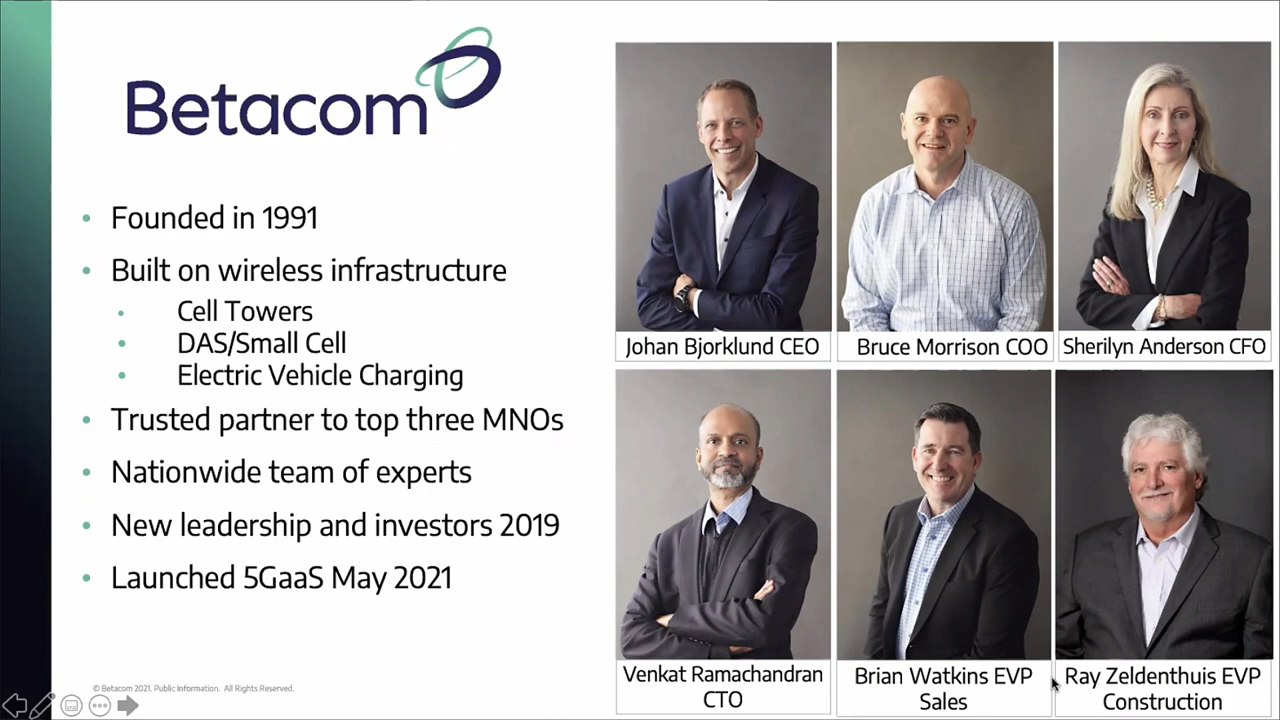 Betacom
• Founded in 1991
• Built on wireless infrastructure
• Cell Towers
• DAS/Small Cell
• Electric Vehicle Charging
• Trusted partner to top three MNOs
• Nationwide team of experts
• New leadership and investors 2019
• Launched 5GaaS May 2021
Johan Bjorklund CEO
Bruce Morrison COO
Sherilyn Anderson CFO
Venkat Ramachandran
CTO
Brian Watkins EVP
Sales
Ray Zeldenthuis EVP
Construction
© Betacom 2021. Public Information. All Rights Reserved.